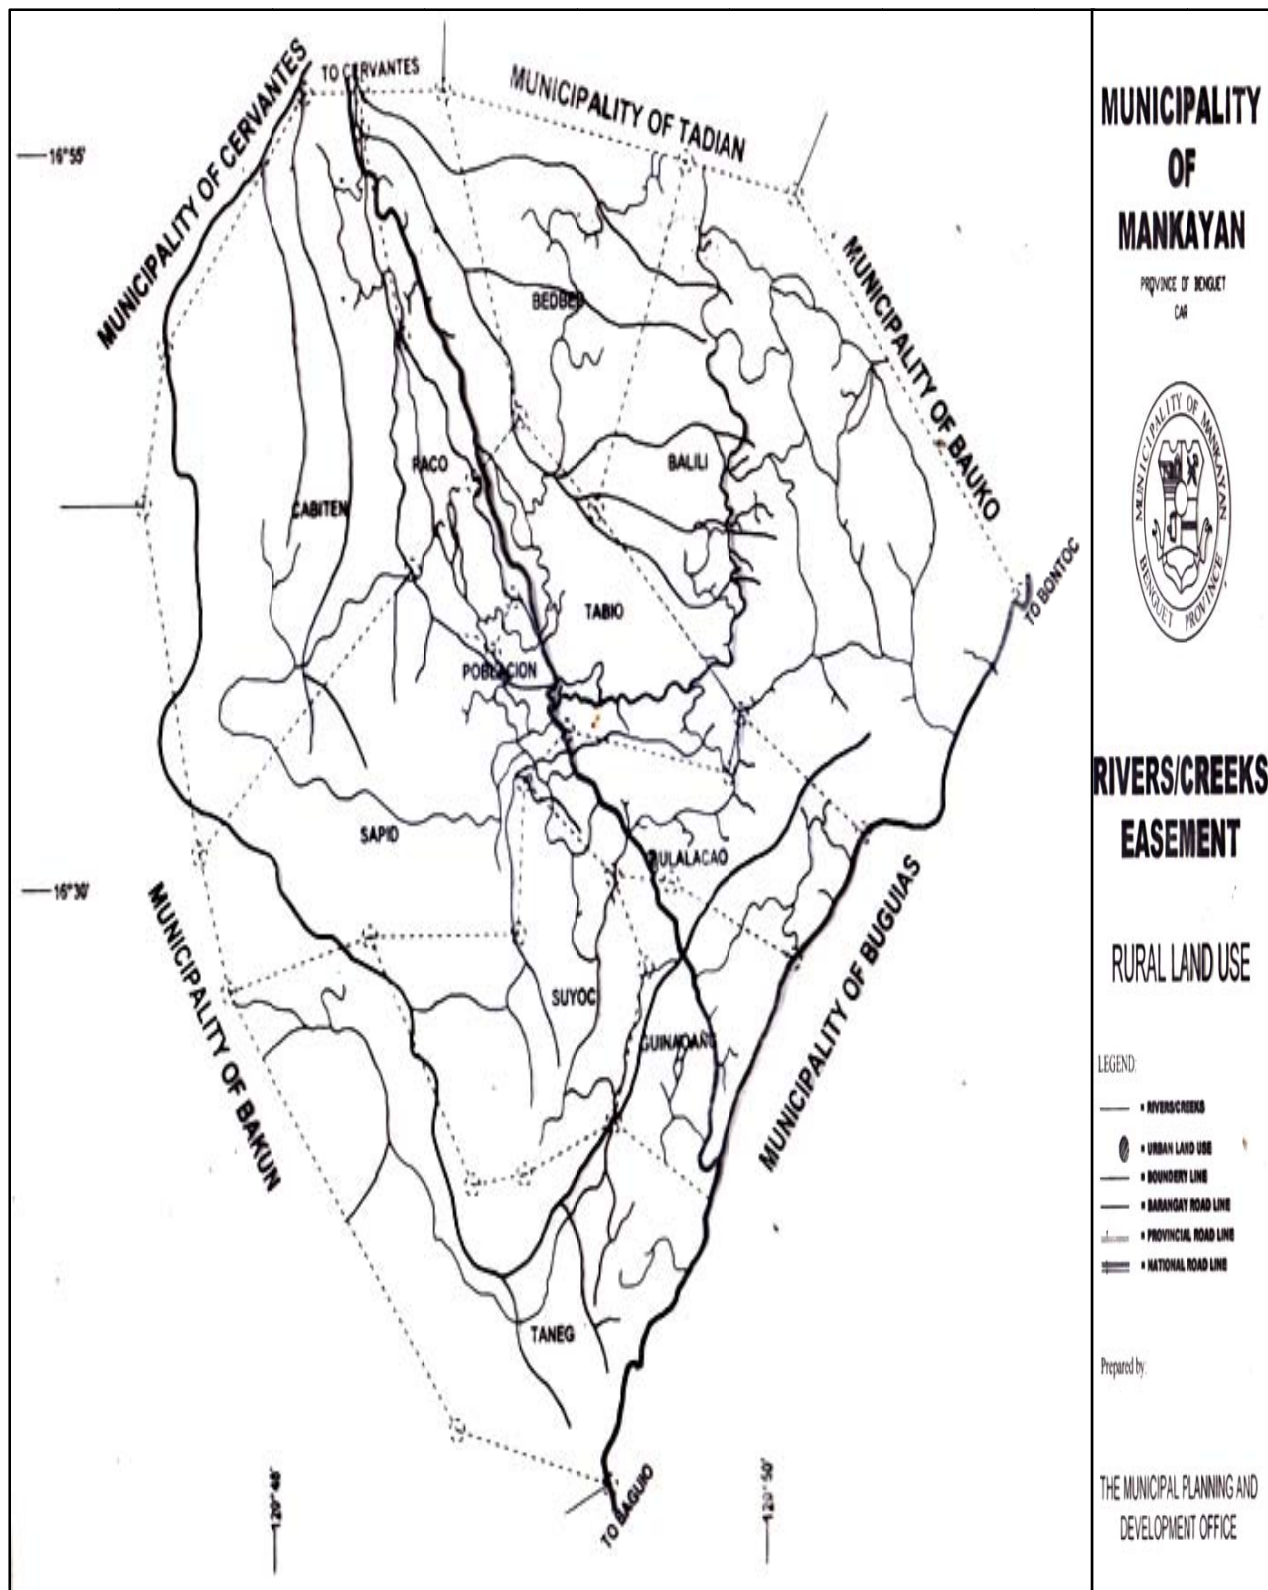 TO CERVANTES
MUNICIPALITY OF TADIAN
MUNICIPALITY OF CERVANTES
16°55'
MUNICIPALITY OF BAUKO
BEDBED
PACO
BALILI
CABITEN
TO BONTOC
TABIO
POBLACION
SAPID
BULALACAO
16°30'
MUNICIPALITY OF BAKUN
MUNICIPALITY OF BUGUIAS
SUYOC
GUINAOANG
TANEG
TO BAGUIO
120°48'
120°50'
MUNICIPALITY
OF
MANKAYAN
PROVINCE OF BENGUET
CAR
MUNICIPALITY OF MANKAYAN
BENGUET PROVINCE
RIVERS/CREEKS
EASEMENT
RURAL LAND USE
LEGEND:
= RIVERS/CREEKS
= URBAN LAND USE
= BOUNDERY LINE
= BARANGAY ROAD LINE
= PROVINCIAL ROAD LINE
= NATIONAL ROAD LINE
Prepared by:
THE MUNICIPAL PLANNING AND
DEVELOPMENT OFFICE